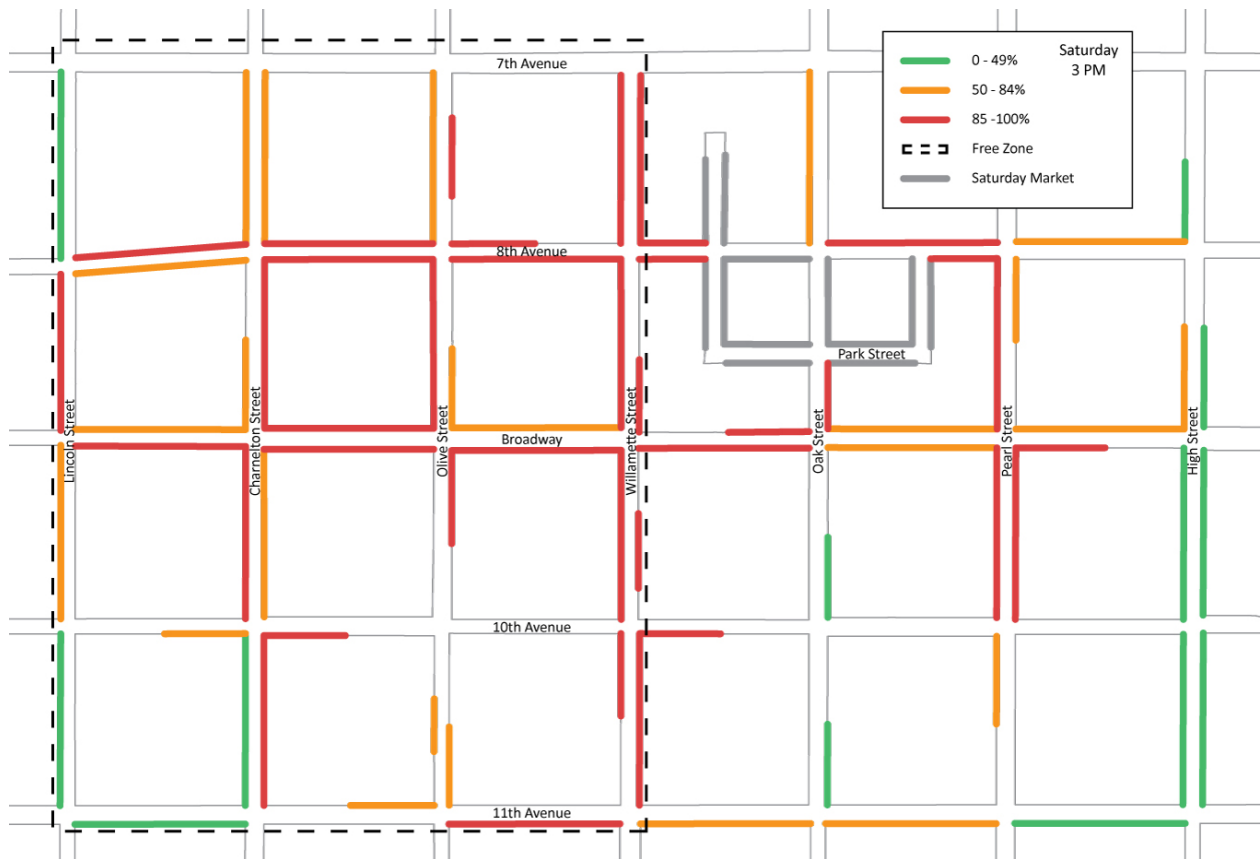 Saturday
3 PM
0 - 49%
50 - 84%
85 -100%
Free Zone
Saturday Market
7th Avenue
8th Avenue
Park Street
Broadway
Lincoln Street
Charnelton Street
Olive Street
Willamette Street
Oak Street
Pearl Street
High Street
10th Avenue
11th Avenue